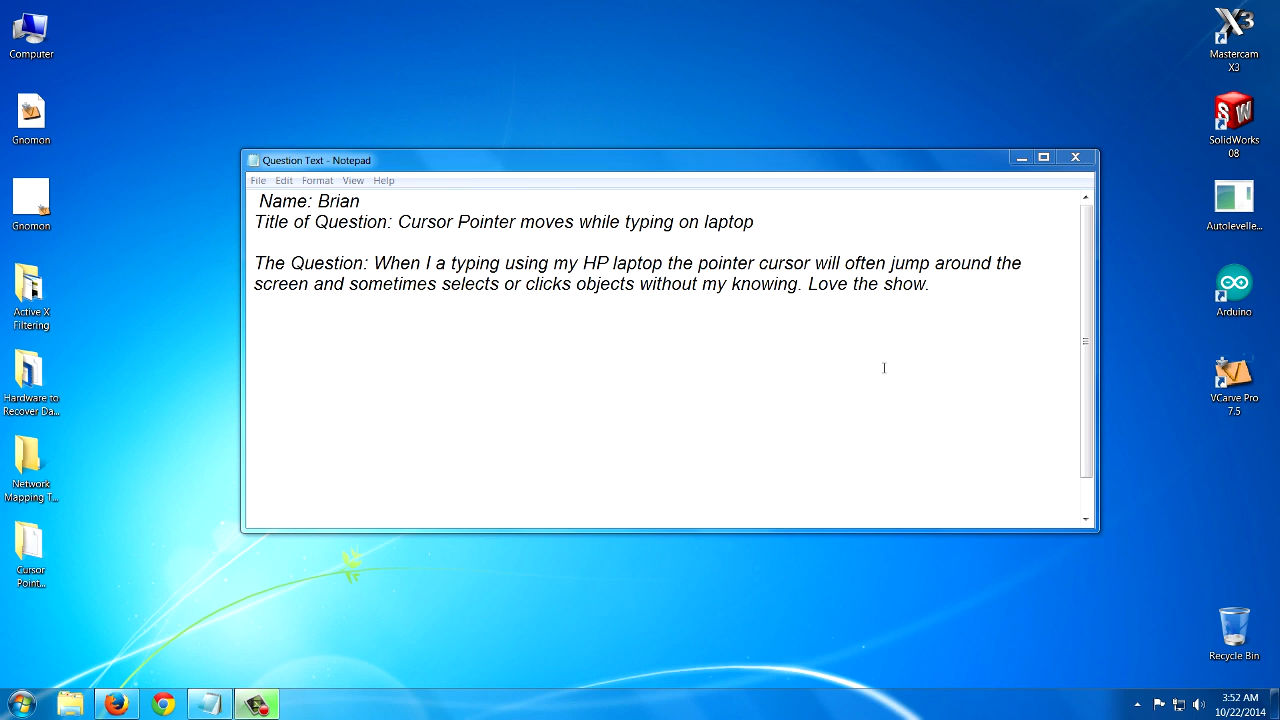 Computer
Gnomon
Gnomon
Active X
Filtering
Hardware to
Recover Da...
Network
Mapping T...
Cursor
Point...
Question Text - Notepad
File Edit Format View Help
Name: Brian
Title of Question: Cursor Pointer moves while typing on laptop
The Question: When I a typing using my HP laptop the pointer cursor will often jump around the
screen and sometimes selects or clicks objects without my knowing. Love the show.
X3
Mastercam
X3
SW
SolidWorks
08
Autolevelle...
Arduino
VCarve Pro
7.5
Recycle Bin
3:52 AM
10/22/2014